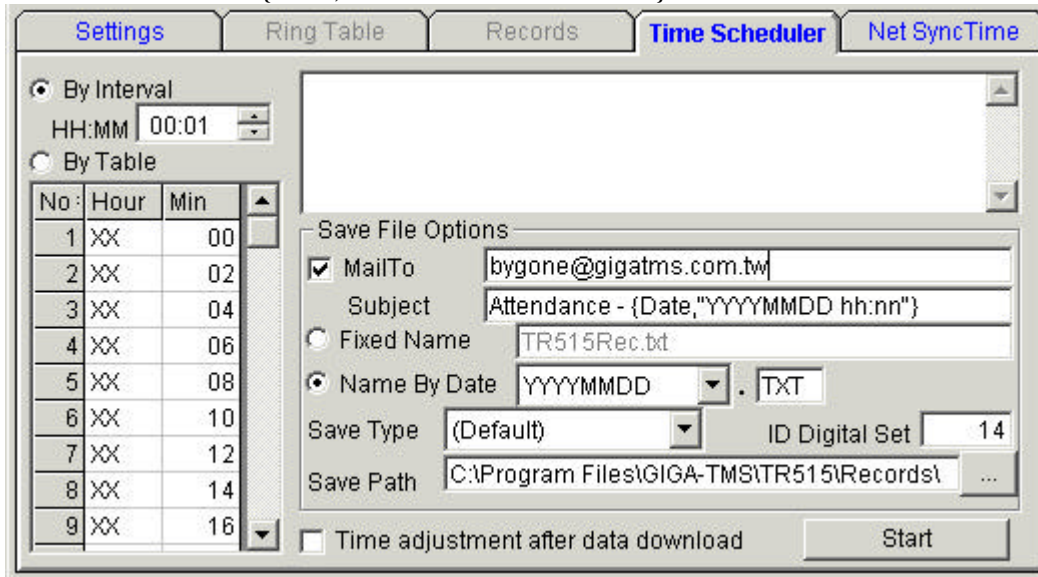 Settings Ring Table Records Time Scheduler Net SyncTime
By Interval
HH:MM 00:01
By Table
No Hour Min
1 XX 00
2 XX 02
3 XX 04
4 XX 06
5 XX 08
6 XX 10
7 XX 12
8 XX 14
9 XX 16
Save File Options
MailTo bygone@gigatms.com.tw
Subject Attendance - {Date,"YYYYMMDD hh:nn"}
Fixed Name TR515Rec.txt
Name By Date YYYYMMDD . TXT
Save Type (Default) ID Digital Set 14
Save Path C:\Program Files\GIGA-TMS\TR515\Records\ ...
Time adjustment after data download Start